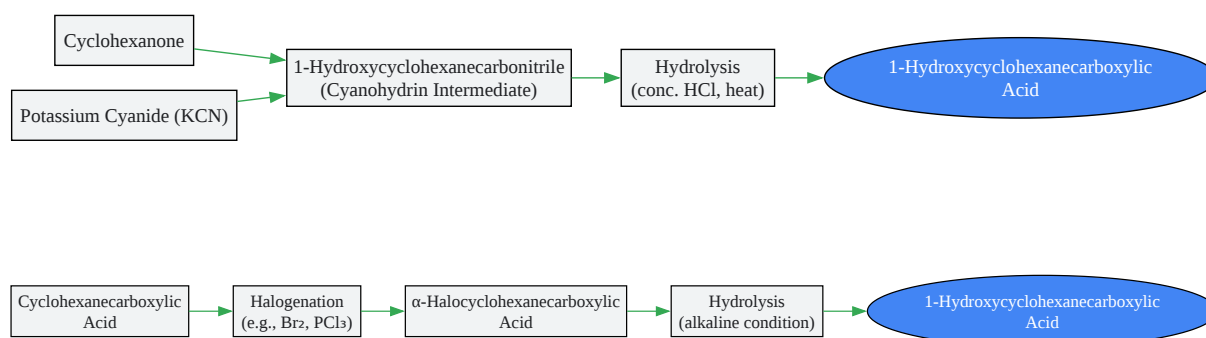 Cyclohexanone
Potassium Cyanide (KCN)
1-Hydroxycyclohexanecarbonitrile
(Cyanohydrin Intermediate)
Hydrolysis
(conc. HCl, heat)
1-Hydroxycyclohexanecarboxylic
Acid
Cyclohexanecarboxylic
Acid
Halogenation
(e.g., Br₂, PCl₃)
α-Halocyclohexanecarboxylic
Acid
Hydrolysis
(alkaline condition)
1-Hydroxycyclohexanecarboxylic
Acid